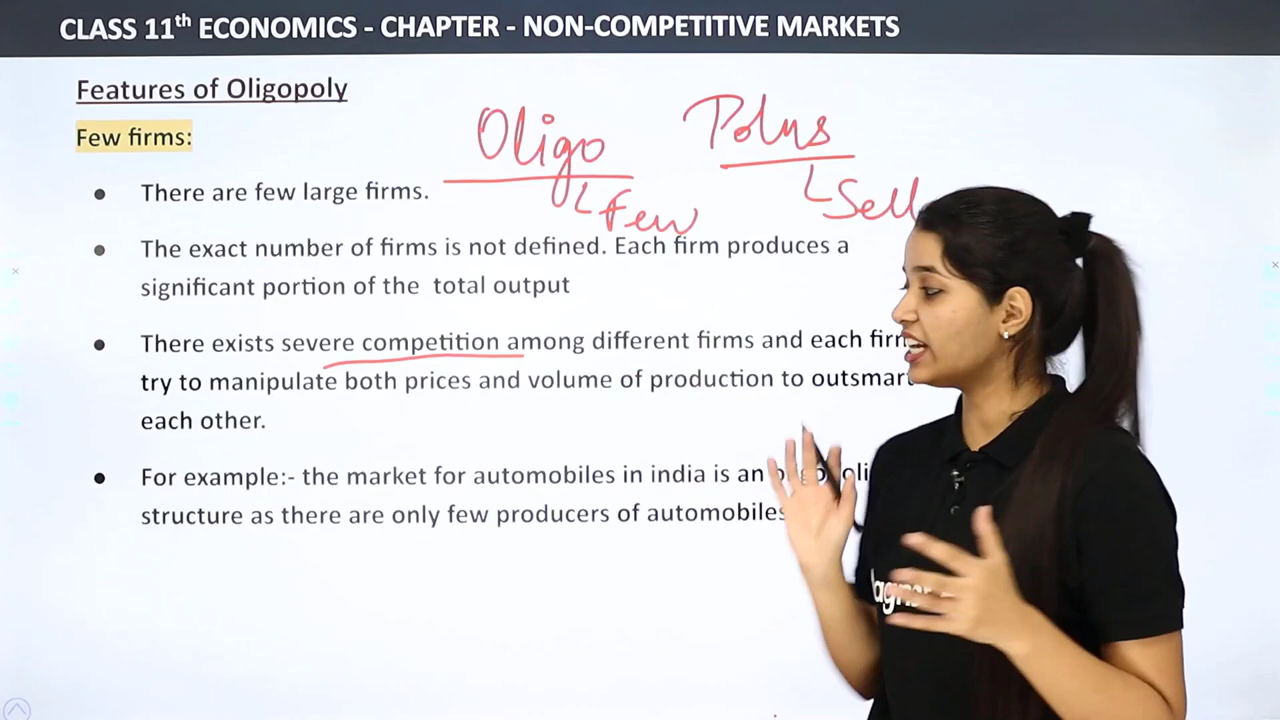 CLASS 11th ECONOMICS - CHAPTER - NON-COMPETITIVE MARKETS
Features of Oligopoly
Few firms:
Oligo Polus
Few Sell
There are few large firms.
The exact number of firms is not defined. Each firm produces a
significant portion of the total output
There exists severe competition among different firms and each firm
try to manipulate both prices and volume of production to outsmart
each other.
For example:- the market for automobiles in india is an
structure as there are only few producers of automobiles